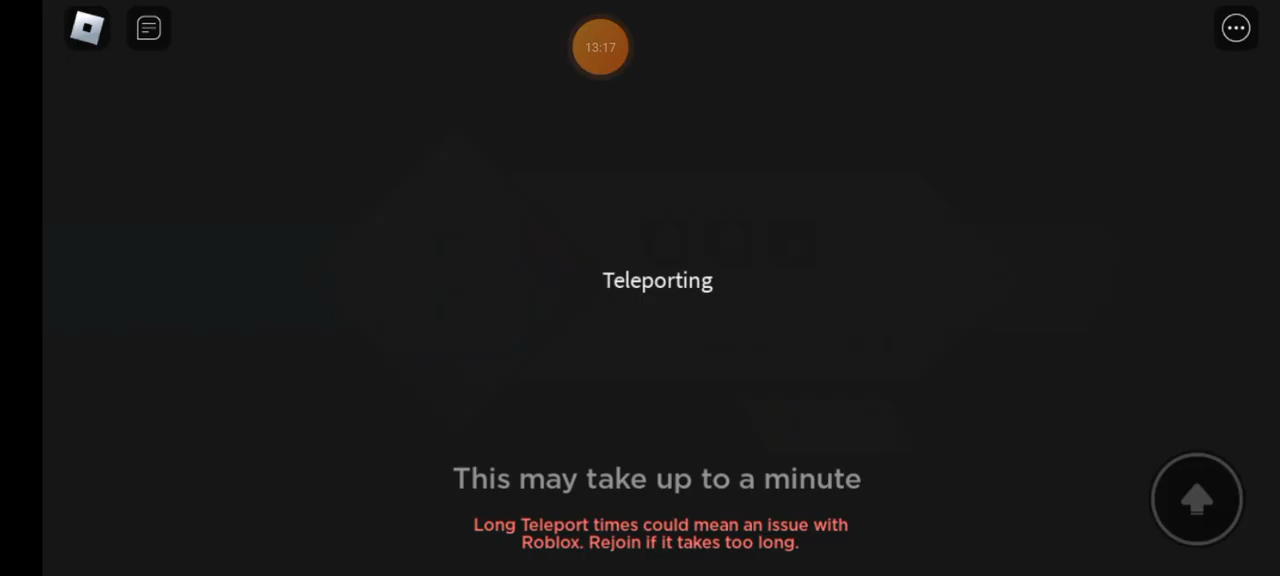 13:17
Teleporting
This may take up to a minute
Long Teleport times could mean an issue with
Roblox. Rejoin if it takes too long.